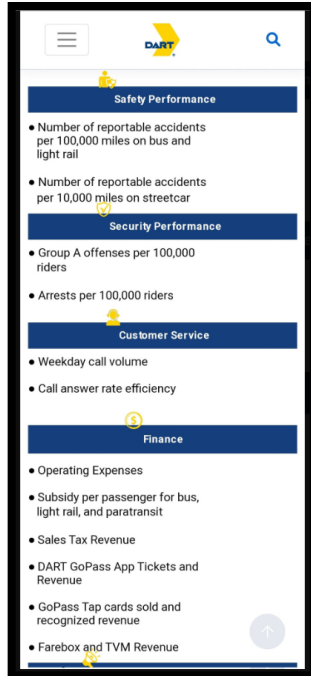 DART
Safety Performance
● Number of reportable accidents
per 100,000 miles on bus and
light rail
● Number of reportable accidents
per 10,000 miles on streetcar
Security Performance
● Group A offenses per 100,000
riders
● Arrests per 100,000 riders
Customer Service
● Weekday call volume
● Call answer rate efficiency
$
Finance
● Operating Expenses
● Subsidy per passenger for bus,
light rail, and paratransit
● Sales Tax Revenue
● DART GoPass App Tickets and
Revenue
● GoPass Tap cards sold and
recognized revenue
● Farebox and TVM Revenue